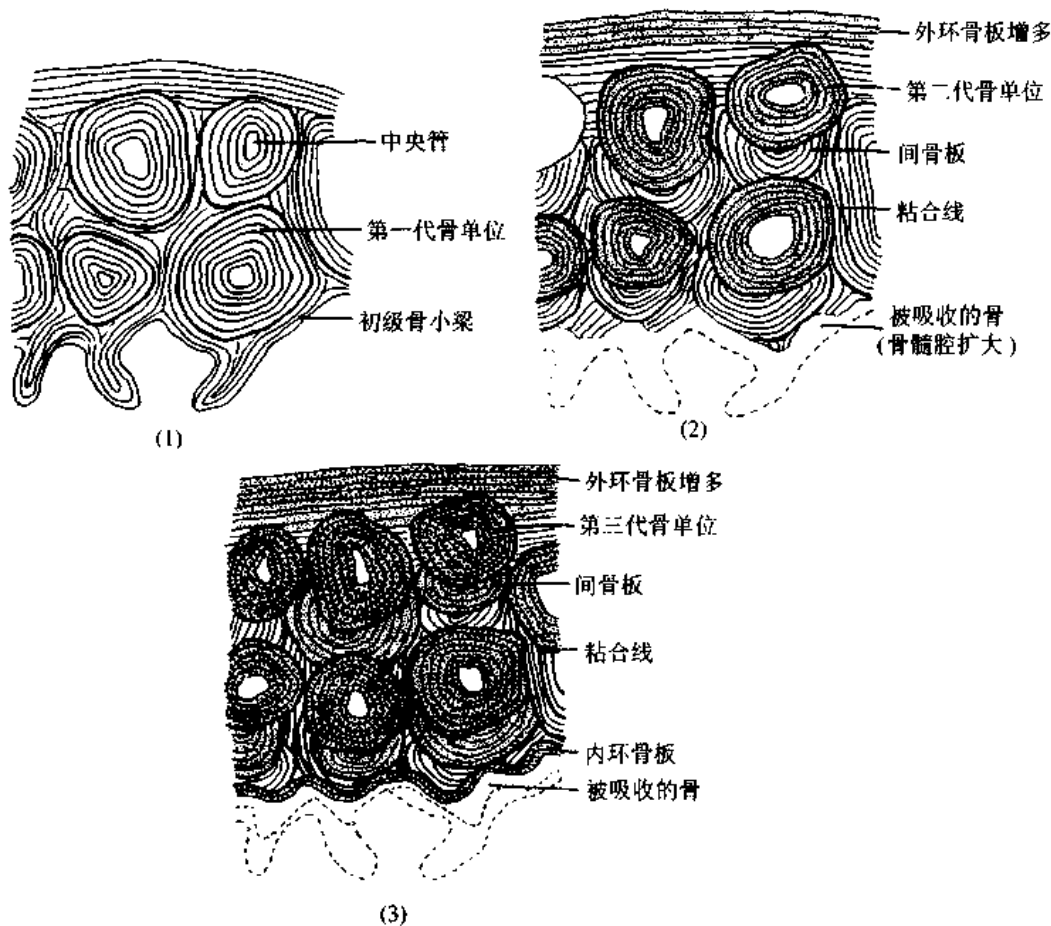 中央管
第一代骨单位
初级骨小梁
(1)
外环骨板增多
第二代骨单位
间骨板
粘合线
被吸收的骨
(骨髓腔扩大)
(2)
外环骨板增多
第三代骨单位
间骨板
粘合线
内环骨板
被吸收的骨
(3)